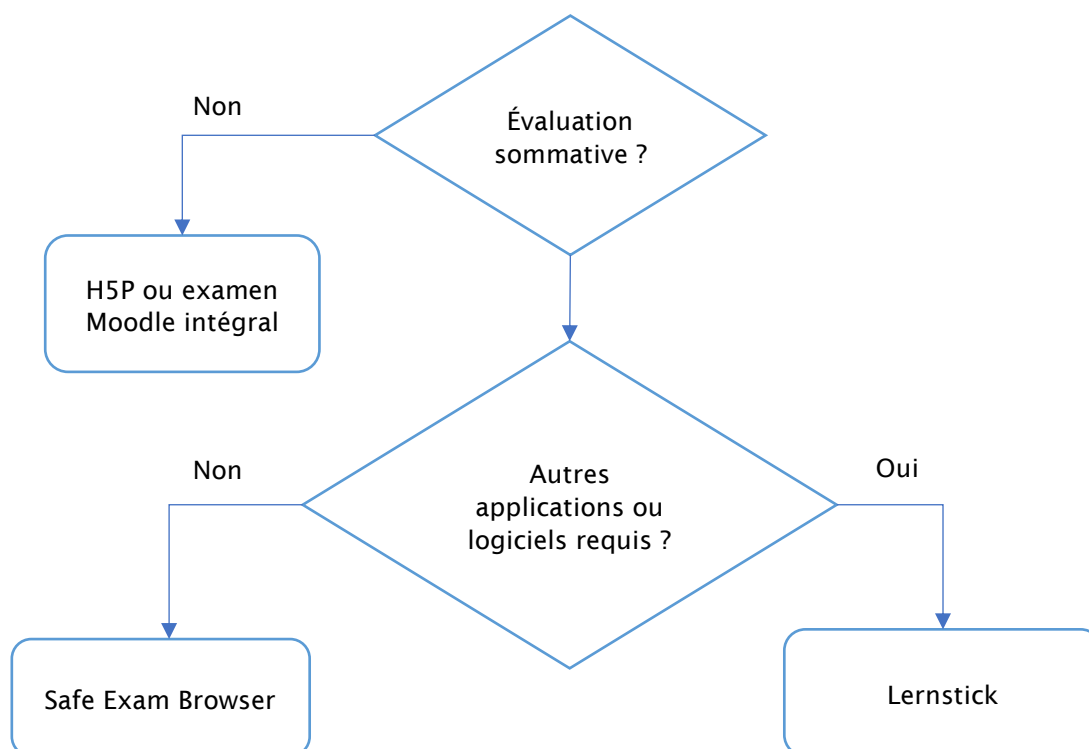 Non
Évaluation
sommative ?
H5P ou examen
Moodle intégral
Non
Autres
applications ou
logiciels requis ?
Oui
Safe Exam Browser
Lernstick